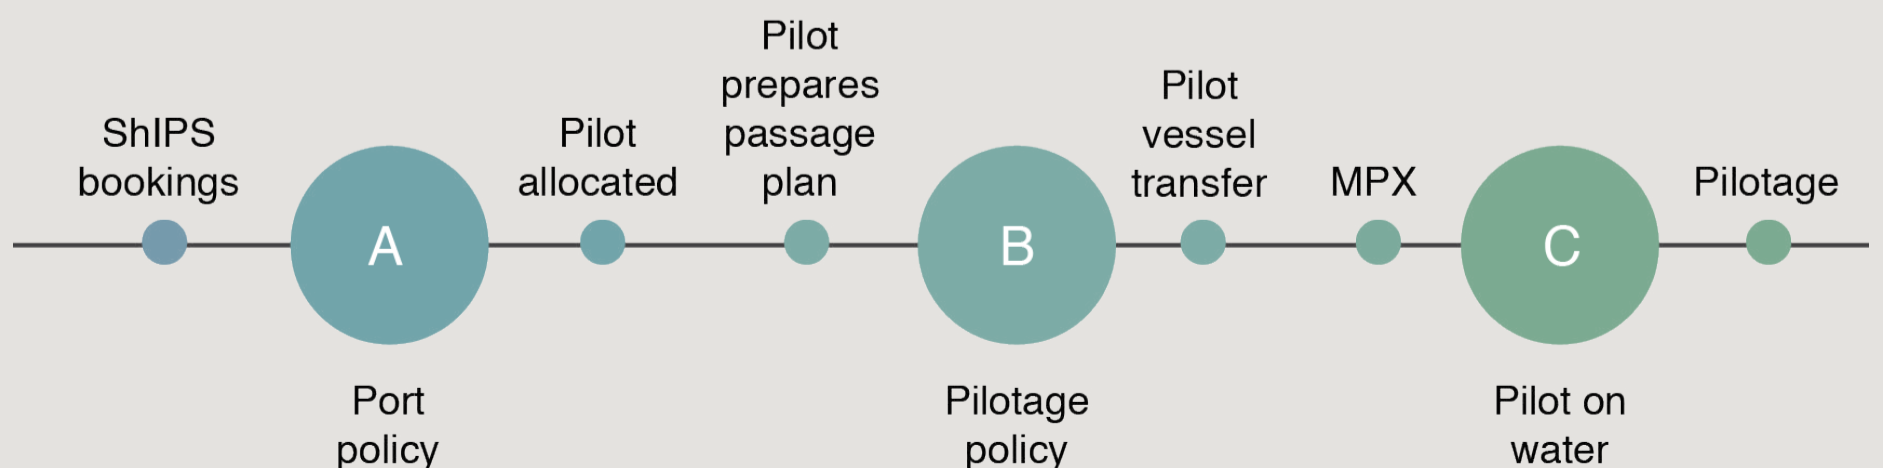 ShIPS
bookings
A
Port
policy
Pilot
allocated
Pilot
prepares
passage
plan
B
Pilotage
policy
Pilot
vessel
transfer
MPX
C
Pilot on
water
Pilotage